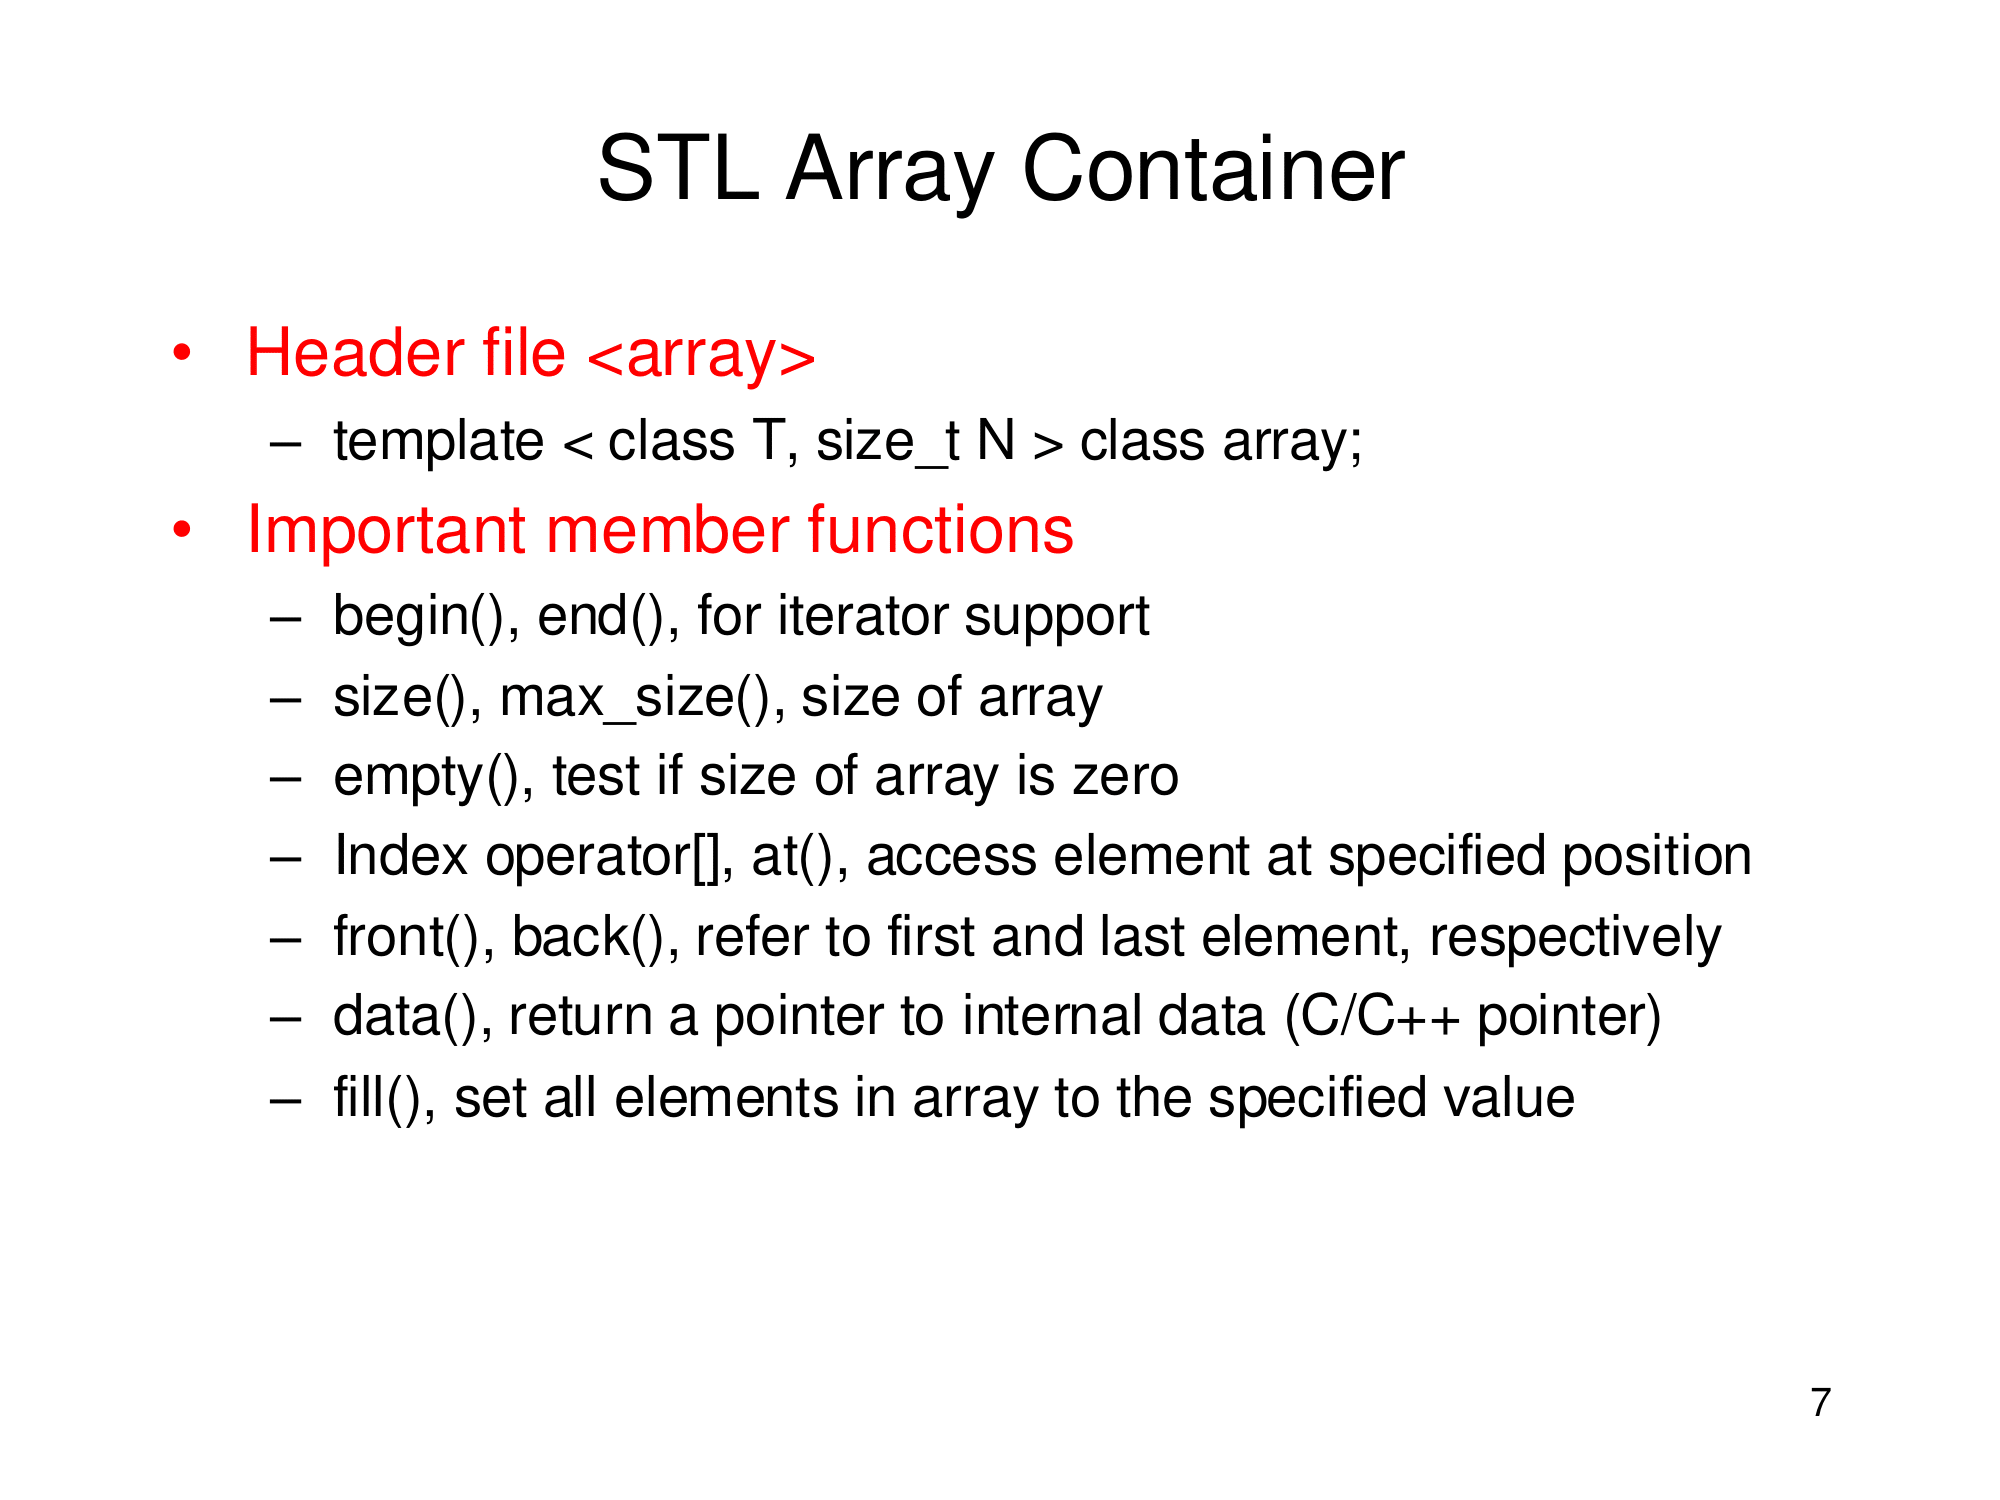 STL Array Container
• Header file <array>
– template < class T, size_t N > class array;
• Important member functions
– begin(), end(), for iterator support
– size(), max_size(), size of array
– empty(), test if size of array is zero
– Index operator[], at(), access element at specified position
– front(), back(), refer to first and last element, respectively
– data(), return a pointer to internal data (C/C++ pointer)
– fill(), set all elements in array to the specified value
7